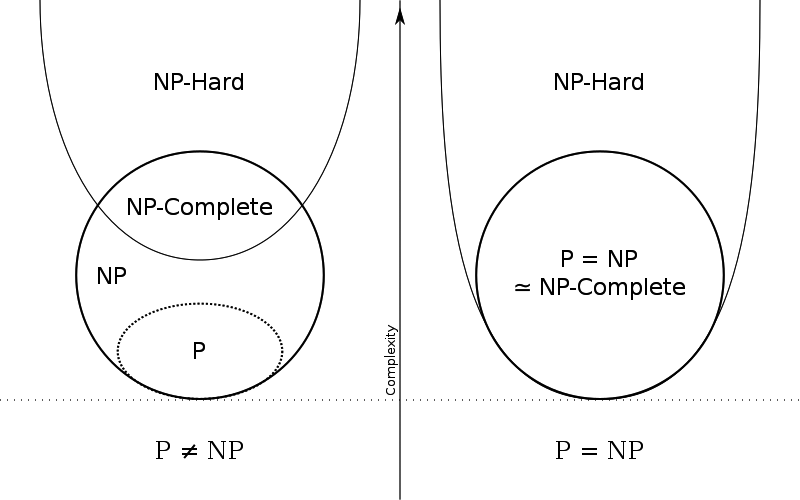 NP-Hard
NP-Complete
NP
P
P ≠ NP
Complexity
NP-Hard
P = NP
≃ NP-Complete
P = NP